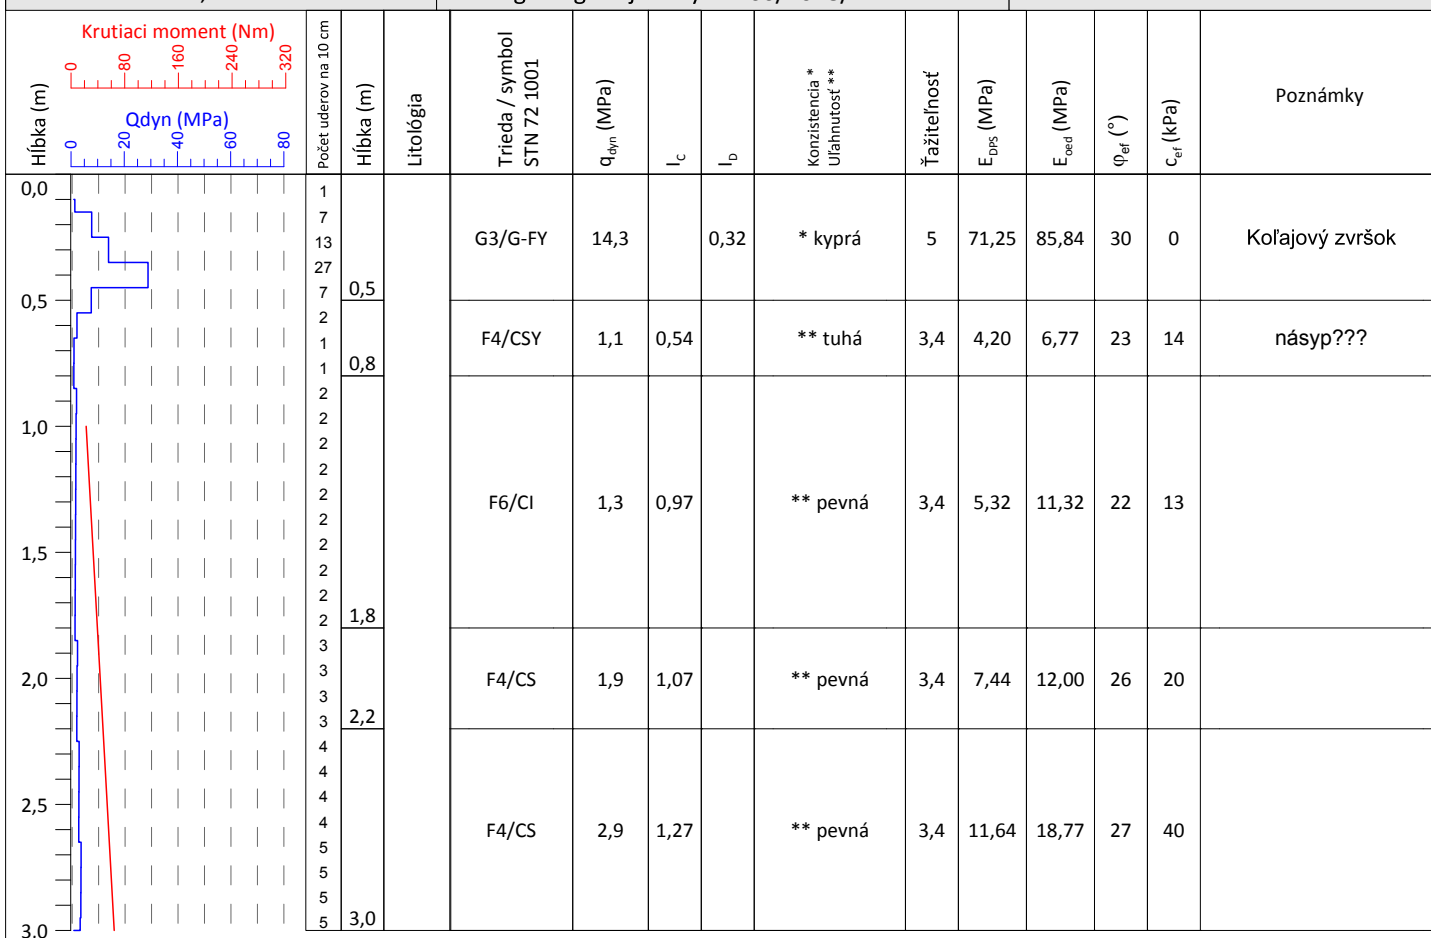 Krutiaci moment (Nm)
0 80 160 240 320
Qdyn (MPa)
0 20 40 60 80
Hĺbka (m)
Počet uderov na 10 cm
Hĺbka (m)
Litológia
Trieda / symbol
STN 72 1001
q dyn (MPa)
I C
I D
Konzistencia *
Uľahnutosť **
Ťažiteľnosť
E DPS (MPa)
E oed (MPa)
φ ef (°)
c ef (kPa)
Poznámky
0,0
0,5
1,0
1,5
2,0
2,5
3,0
1
7
13
27
7
0,5
G3/G-FY 14,3 0,32 * kyprá 5 71,25 85,84 30 0 Koľajový zvršok
2
1
1
0,8
F4/CSY 1,1 0,54 ** tuhá 3,4 4,20 6,77 23 14 násyp???
2
2
2
2
2
2
2
2
2
2
1,8
F6/CI 1,3 0,97 ** pevná 3,4 5,32 11,32 22 13
3
3
3
3
2,2
F4/CS 1,9 1,07 ** pevná 3,4 7,44 12,00 26 20
4
4
4
4
5
5
5
5
3,0
F4/CS 2,9 1,27 ** pevná 3,4 11,64 18,77 27 40